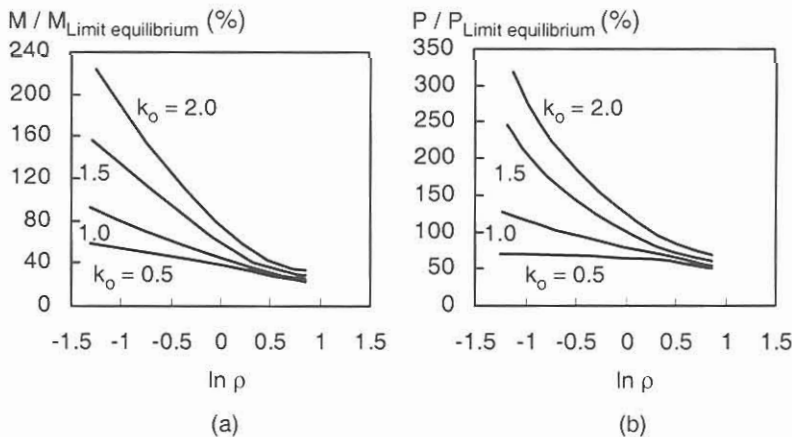 M / M_Limit equilibrium (%)
240
200
160
120
80
40
0
k_o = 2.0
1.5
1.0
k_o = 0.5
-1.5 -1 -0.5 0 0.5 1 1.5
ln ρ
(a)
P / P_Limit equilibrium (%)
350
300
250
200
150
100
50
0
k_o = 2.0
1.5
1.0
k_o = 0.5
-1.5 -1 -0.5 0 0.5 1 1.5
ln ρ
(b)